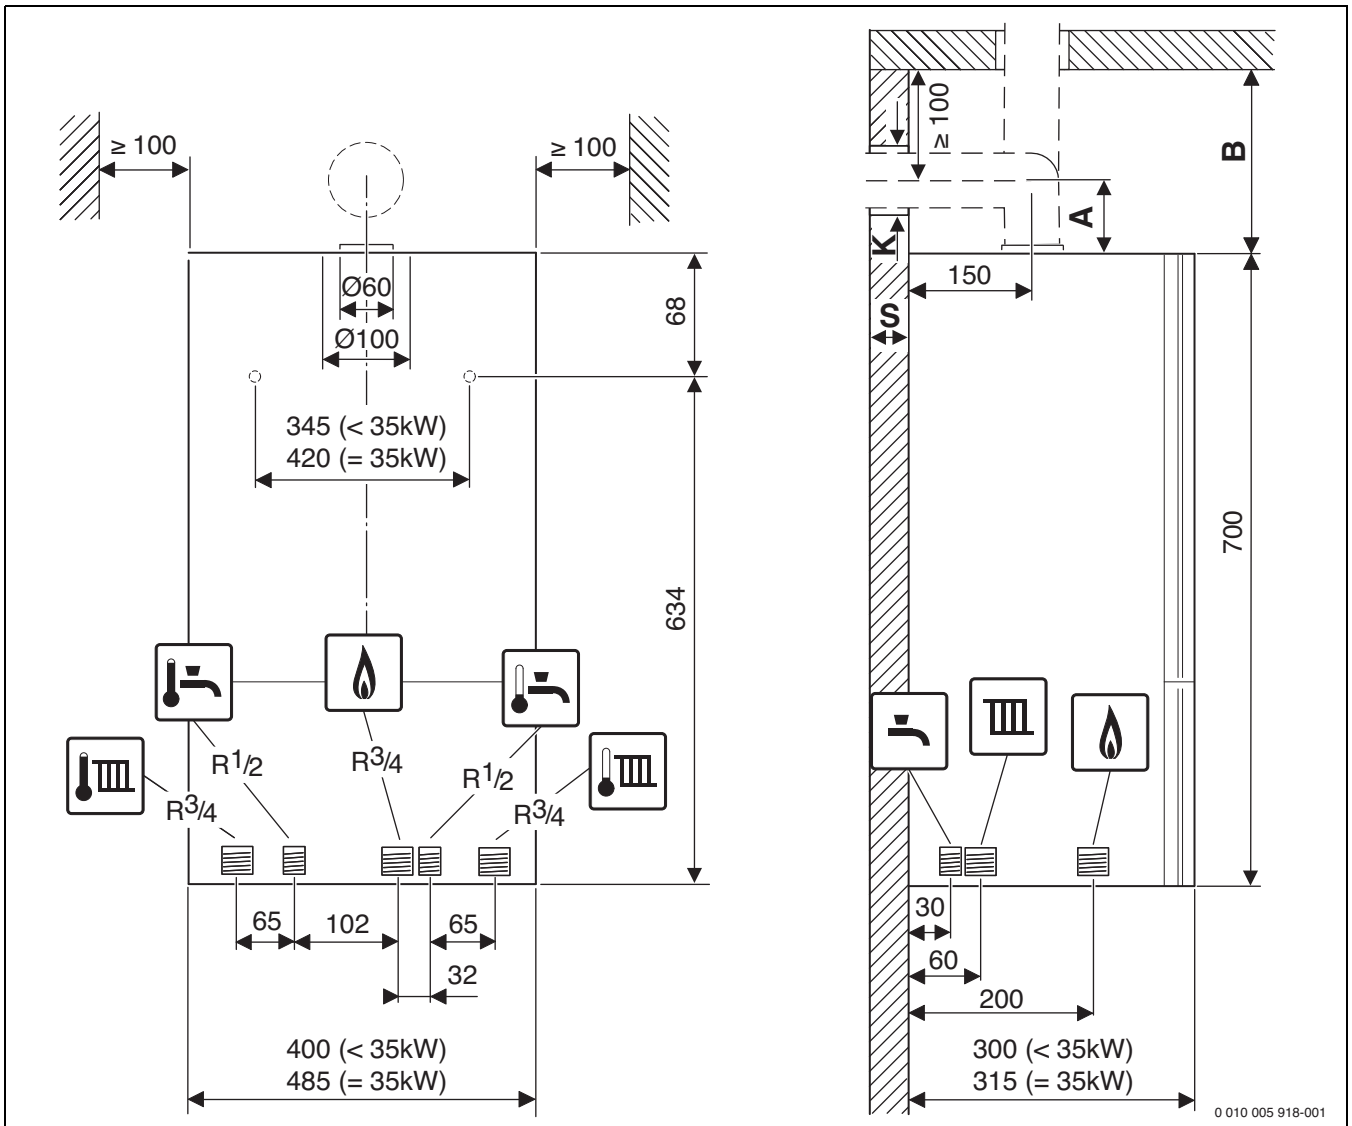 ≥ 100
≥ 100
Ø60
Ø100
68
345 (< 35kW)
420 (= 35kW)
634
R1/2
R3/4
R1/2
R3/4
R3/4
65
102
65
32
400 (< 35kW)
485 (= 35kW)
≥ 100
B
A
K
150
S
700
30
60
200
300 (< 35kW)
315 (= 35kW)
0 010 005 918-001